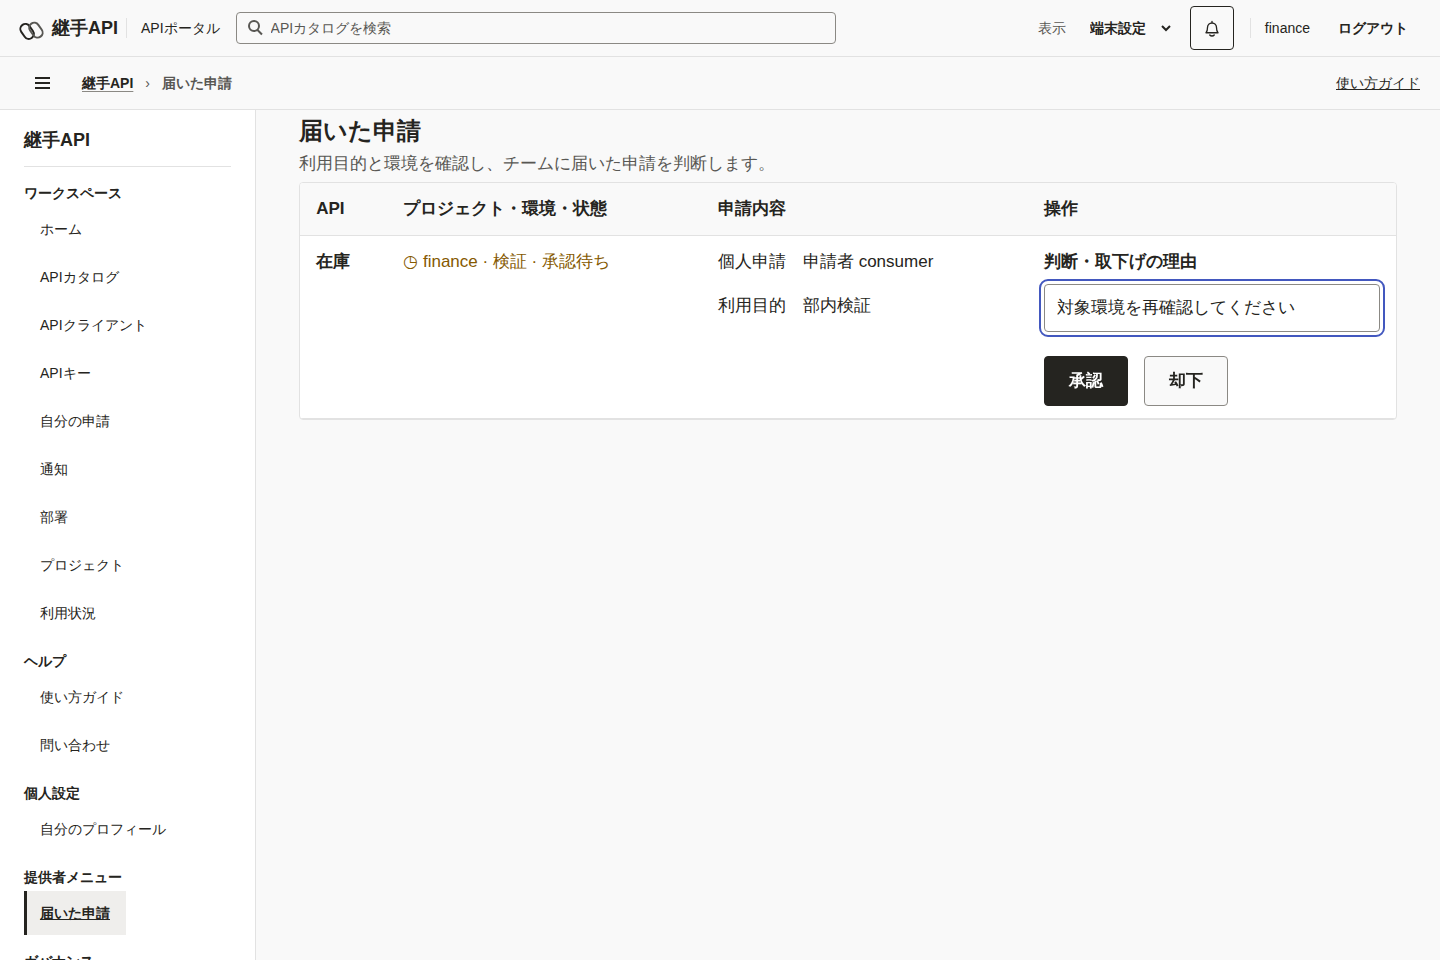 継手API
APIポータル
APIカタログを検索
表示
端末設定
finance
ログアウト
継手API › 届いた申請
使い方ガイド
継手API
ワークスペース
ホーム
APIカタログ
APIクライアント
APIキー
自分の申請
通知
部署
プロジェクト
利用状況
ヘルプ
使い方ガイド
問い合わせ
個人設定
自分のプロフィール
提供者メニュー
届いた申請
ガバナンス
届いた申請
利用目的と環境を確認し、チームに届いた申請を判断します。
API プロジェクト・環境・状態 申請内容 操作
在庫
finance · 検証 · 承認待ち
個人申請 申請者 consumer
利用目的 部内検証
判断・取下げの理由
対象環境を再確認してください
承認 却下